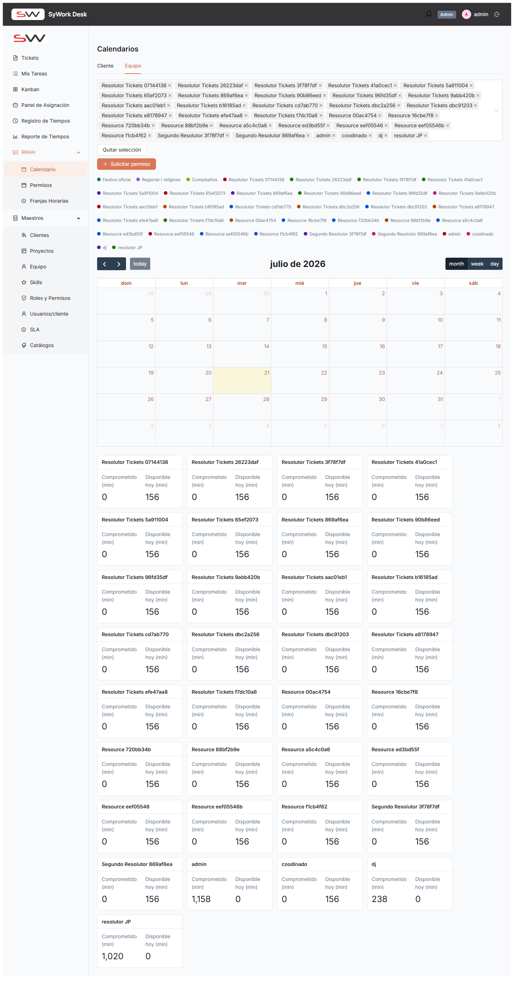 SW SyWork Desk Admin A admin
SW
Tickets
Mis Tareas
Kanban
Panel de Asignación
Registro de Tiempos
Reporte de Tiempos
RRHH
Calendario
Permisos
Franjas Horarias
Maestros
Clientes
Proyectos
Equipo
Skills
Roles y Permisos
Usuarios/cliente
SLA
Catálogos
Calendarios
Cliente Equipo
Resolutor Tickets 07144138 × Resolutor Tickets 26223daf × Resolutor Tickets 3f78f7df × Resolutor Tickets 41a0cec1 × Resolutor Tickets 5a911004 ×
Resolutor Tickets 65ef2073 × Resolutor Tickets 869af6ea × Resolutor Tickets 90b86eed × Resolutor Tickets 96fd35df × Resolutor Tickets 9abb420b ×
Resolutor Tickets aac01eb1 × Resolutor Tickets b16185ad × Resolutor Tickets cd7ab770 × Resolutor Tickets dbc2a256 × Resolutor Tickets dbc91203 ×
Resolutor Tickets e8178947 × Resolutor Tickets efe47aa8 × Resolutor Tickets f7dc10a6 × Resource 00ac4754 × Resource 16cbe7f8 ×
Resource 720bb34b × Resource 88bf2b9e × Resource a5c4c0a6 × Resource ed3bd55f × Resource eef05546 × Resource eef05546b ×
Resource f1cb4f62 × Segundo Resolutor 3f78f7df × Segundo Resolutor 869af6ea × admin × coodinado × dj × resolutor JP ×
Quitar selección
+ Solicitar permiso
Festivo oficial Regional / religioso Cumpleaños Resolutor Tickets 07144138 Resolutor Tickets 26223daf Resolutor Tickets 3f78f7df Resolutor Tickets 41a0cec1
Resolutor Tickets 5a911004 Resolutor Tickets 65ef2073 Resolutor Tickets 869af6ea Resolutor Tickets 90b86eed Resolutor Tickets 96fd35df Resolutor Tickets 9abb420b
Resolutor Tickets aac01eb1 Resolutor Tickets b16185ad Resolutor Tickets cd7ab770 Resolutor Tickets dbc2a256 Resolutor Tickets dbc91203 Resolutor Tickets e8178947
Resolutor Tickets efe47aa8 Resolutor Tickets f7dc10a6 Resource 00ac4754 Resource 16cbe7f8 Resource 720bb34b Resource 88bf2b9e Resource a5c4c0a6
Resource ed3bd55f Resource eef05546 Resource eef05546b Resource f1cb4f62 Segundo Resolutor 3f78f7df Segundo Resolutor 869af6ea admin coodinado
dj resolutor JP
today julio de 2026 month week day
dom lun mar mié jue vie sáb
28 29 30 1 2 3 4
5 6 7 8 9 10 11
12 13 14 15 16 17 18
19 20 21 22 23 24 25
26 27 28 29 30 31 1
2 3 4 5 6 7 8
Resolutor Tickets 07144138 Resolutor Tickets 26223daf Resolutor Tickets 3f78f7df Resolutor Tickets 41a0cec1
Comprometido Disponible Comprometido Disponible Comprometido Disponible Comprometido Disponible
(min) hoy (min) (min) hoy (min) (min) hoy (min) (min) hoy (min)
0 156 0 156 0 156 0 156
Resolutor Tickets 5a911004 Resolutor Tickets 65ef2073 Resolutor Tickets 869af6ea Resolutor Tickets 90b86eed
Comprometido Disponible Comprometido Disponible Comprometido Disponible Comprometido Disponible
(min) hoy (min) (min) hoy (min) (min) hoy (min) (min) hoy (min)
0 156 0 156 0 156 0 156
Resolutor Tickets 96fd35df Resolutor Tickets 9abb420b Resolutor Tickets aac01eb1 Resolutor Tickets b16185ad
Comprometido Disponible Comprometido Disponible Comprometido Disponible Comprometido Disponible
(min) hoy (min) (min) hoy (min) (min) hoy (min) (min) hoy (min)
0 156 0 156 0 156 0 156
Resolutor Tickets cd7ab770 Resolutor Tickets dbc2a256 Resolutor Tickets dbc91203 Resolutor Tickets e8178947
Comprometido Disponible Comprometido Disponible Comprometido Disponible Comprometido Disponible
(min) hoy (min) (min) hoy (min) (min) hoy (min) (min) hoy (min)
0 156 0 156 0 156 0 156
Resolutor Tickets efe47aa8 Resolutor Tickets f7dc10a6 Resource 00ac4754 Resource 16cbe7f8
Comprometido Disponible Comprometido Disponible Comprometido Disponible Comprometido Disponible
(min) hoy (min) (min) hoy (min) (min) hoy (min) (min) hoy (min)
0 156 0 156 0 156 0 156
Resource 720bb34b Resource 88bf2b9e Resource a5c4c0a6 Resource ed3bd55f
Comprometido Disponible Comprometido Disponible Comprometido Disponible Comprometido Disponible
(min) hoy (min) (min) hoy (min) (min) hoy (min) (min) hoy (min)
0 156 0 156 0 156 0 156
Resource eef05546 Resource eef05546b Resource f1cb4f62 Segundo Resolutor 3f78f7df
Comprometido Disponible Comprometido Disponible Comprometido Disponible Comprometido Disponible
(min) hoy (min) (min) hoy (min) (min) hoy (min) (min) hoy (min)
0 156 0 156 0 156 0 156
Segundo Resolutor 869af6ea admin coodinado dj
Comprometido Disponible Comprometido Disponible Comprometido Disponible Comprometido Disponible
(min) hoy (min) (min) hoy (min) (min) hoy (min) (min) hoy (min)
0 156 1,158 0 0 156 238 0
resolutor JP
Comprometido Disponible
(min) hoy (min)
1,020 0